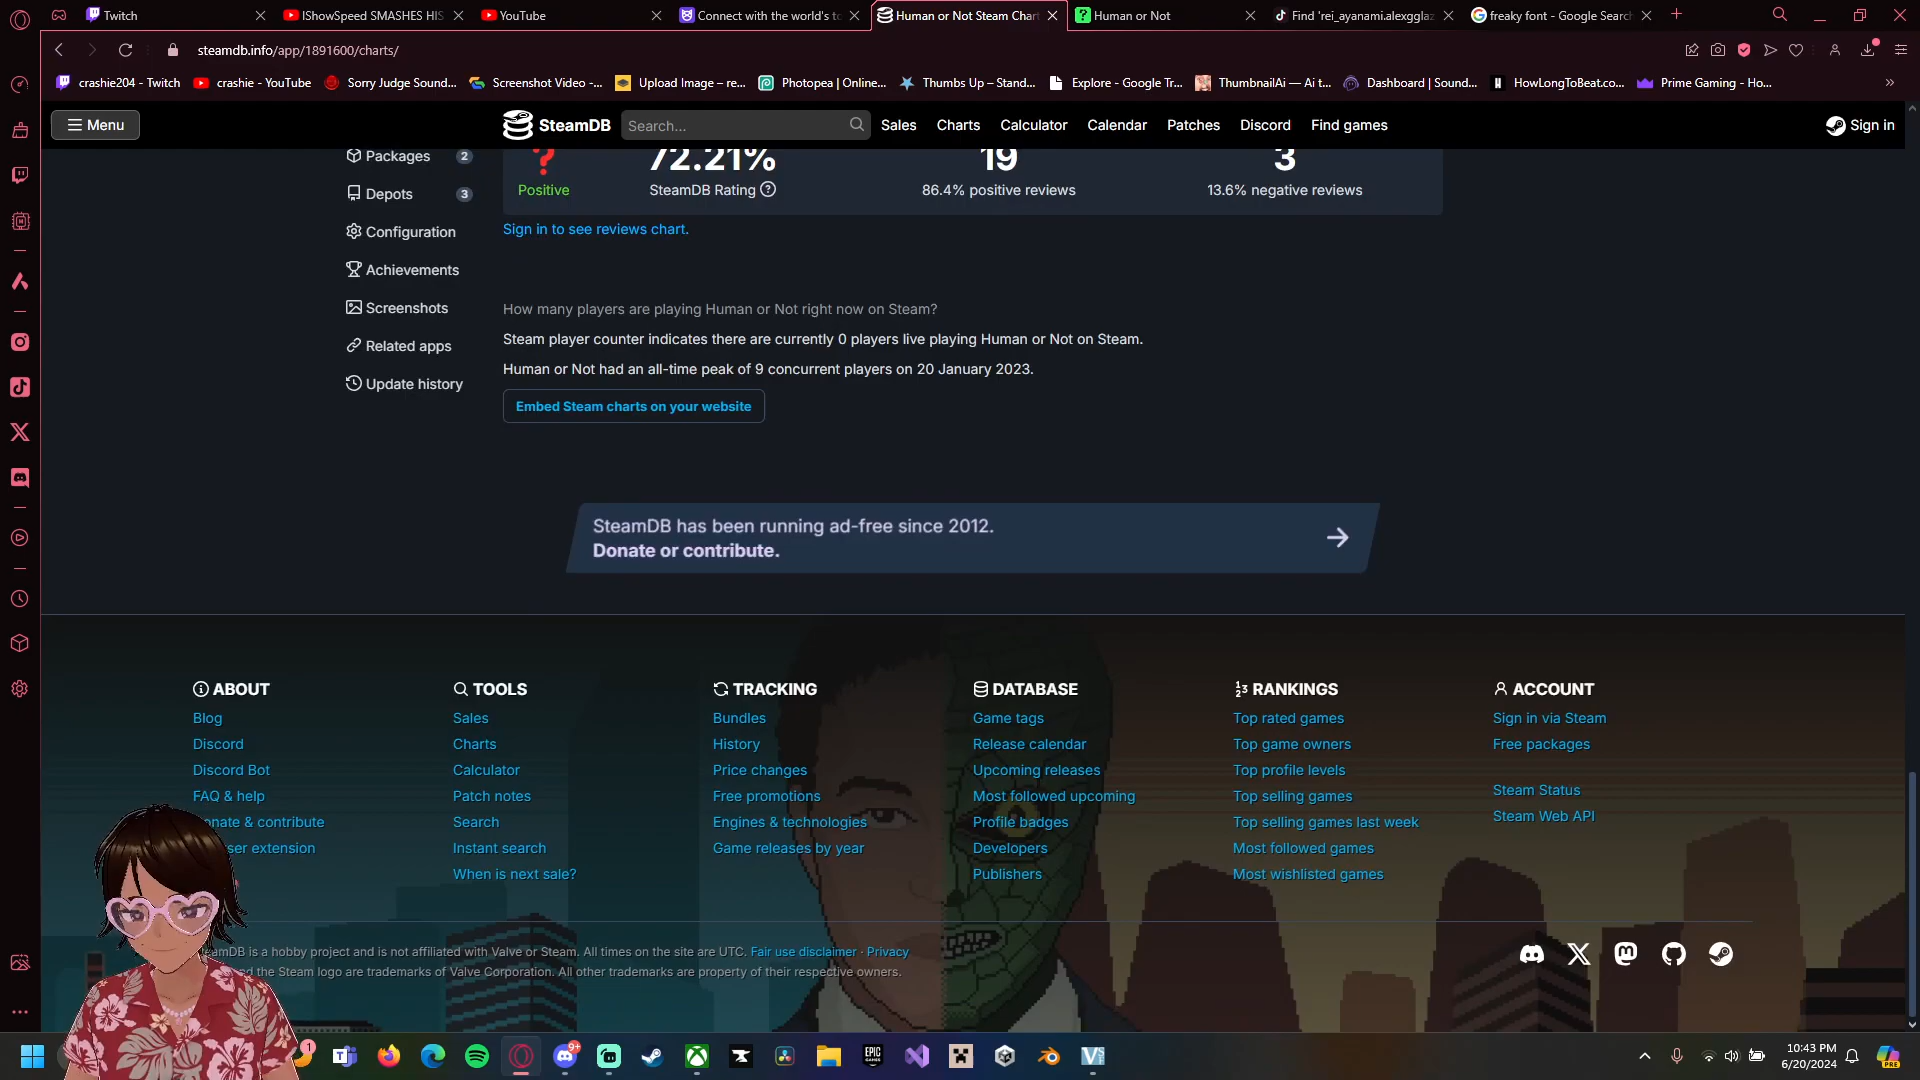 Twitch
IShowSpeed SMASHES HIS
YouTube
Connect with the world's to
Human or Not Steam Char
Human or Not
Find 'rei_ayanami.alexgglaz
freaky font - Google Search
steamdb.info/app/1891600/charts/
crashie204 - Twitch
crashie - YouTube
Sorry Judge Sound...
Screenshot Video -...
Upload Image – re...
Photopea | Online...
Thumbs Up – Stand...
Explore - Google Tr...
ThumbnailAi — Ai t...
Dashboard | Sound...
HowLongToBeat.co...
Prime Gaming - Ho...
Menu
SteamDB
Search...
Sales
Charts
Calculator
Calendar
Patches
Discord
Find games
Sign in
Packages 2
Depots 3
Configuration
Achievements
Screenshots
Related apps
Update history
?
Positive
72.21%
SteamDB Rating
19
86.4% positive reviews
3
13.6% negative reviews
Sign in to see reviews chart.
How many players are playing Human or Not right now on Steam?
Steam player counter indicates there are currently 0 players live playing Human or Not on Steam.
Human or Not had an all-time peak of 9 concurrent players on 20 January 2023.
Embed Steam charts on your website
SteamDB has been running ad-free since 2012.
Donate or contribute.
ABOUT
Blog
Discord
Discord Bot
FAQ & help
onate & contribute
ser extension
TOOLS
Sales
Charts
Calculator
Patch notes
Search
Instant search
When is next sale?
TRACKING
Bundles
History
Price changes
Free promotions
Engines & technologies
Game releases by year
DATABASE
Game tags
Release calendar
Upcoming releases
Most followed upcoming
Profile badges
Developers
Publishers
RANKINGS
Top rated games
Top game owners
Top profile levels
Top selling games
Top selling games last week
Most followed games
Most wishlisted games
ACCOUNT
Sign in via Steam
Free packages
Steam Status
Steam Web API
eamDB is a hobby project and is not affiliated with Valve or Steam. All times on the site are UTC. Fair use disclaimer · Privacy
d the Steam logo are trademarks of Valve Corporation. All other trademarks are property of their respective owners.
1
9+
EPIC
GAMES
10:43 PM
6/20/2024
PRE